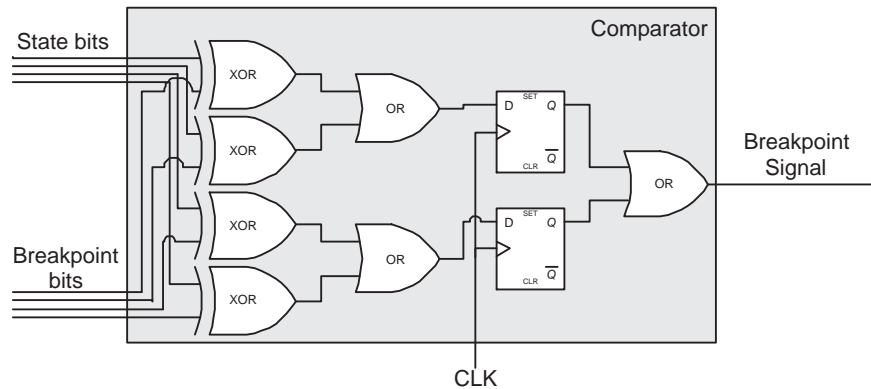 Comparator
State bits
XOR
OR
XOR
SET
D Q
Q
CLR
Breakpoint
Signal
OR
XOR
OR
XOR
SET
D Q
Q
CLR
Breakpoint
bits
CLK